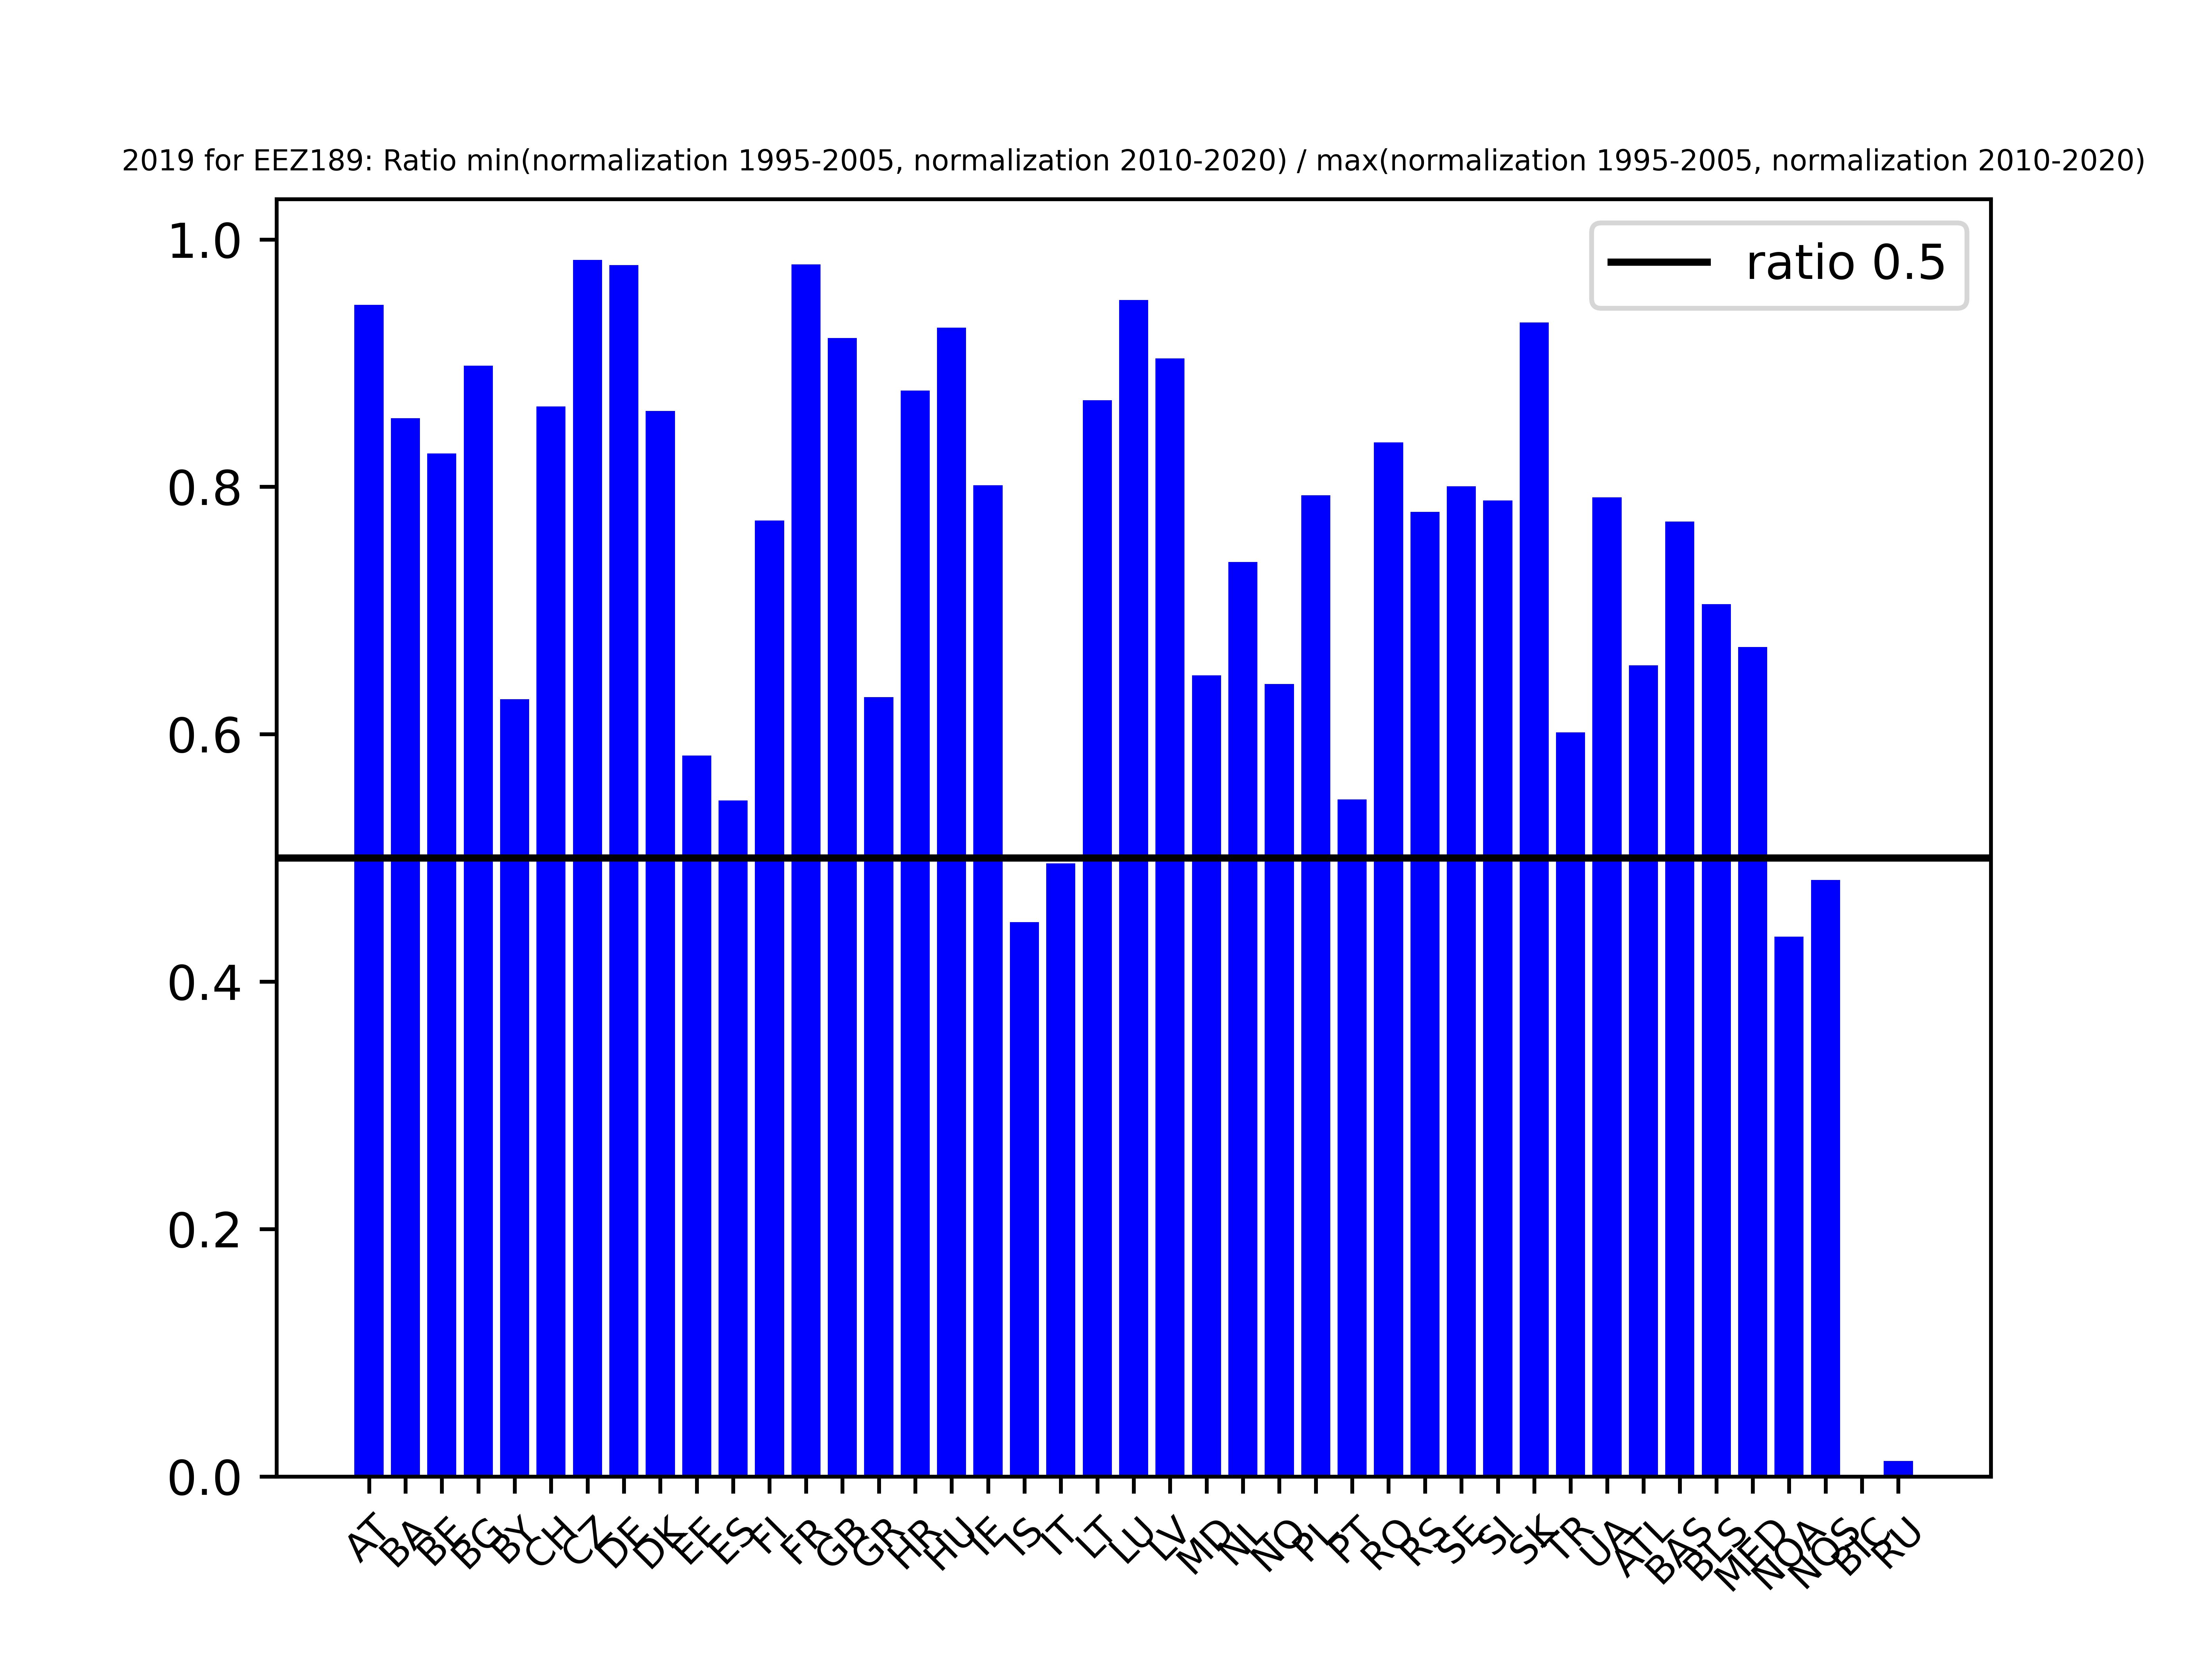 2019 for EEZ189: Ratio min(normalization 1995-2005, normalization 2010-2020) / max(normalization 1995-2005, normalization 2010-2020)
ratio 0.5
1.0
0.8
0.6
0.4
0.2
0.0
AT BA BE BG BY CH CZ DE DK EE ES FI FR GB GR HR HU IE IS IT LT LU LV MD NL NO PL PT RO RS SE SI SK TR UA ATL BAS BLS MED NOA NOS BIC RU